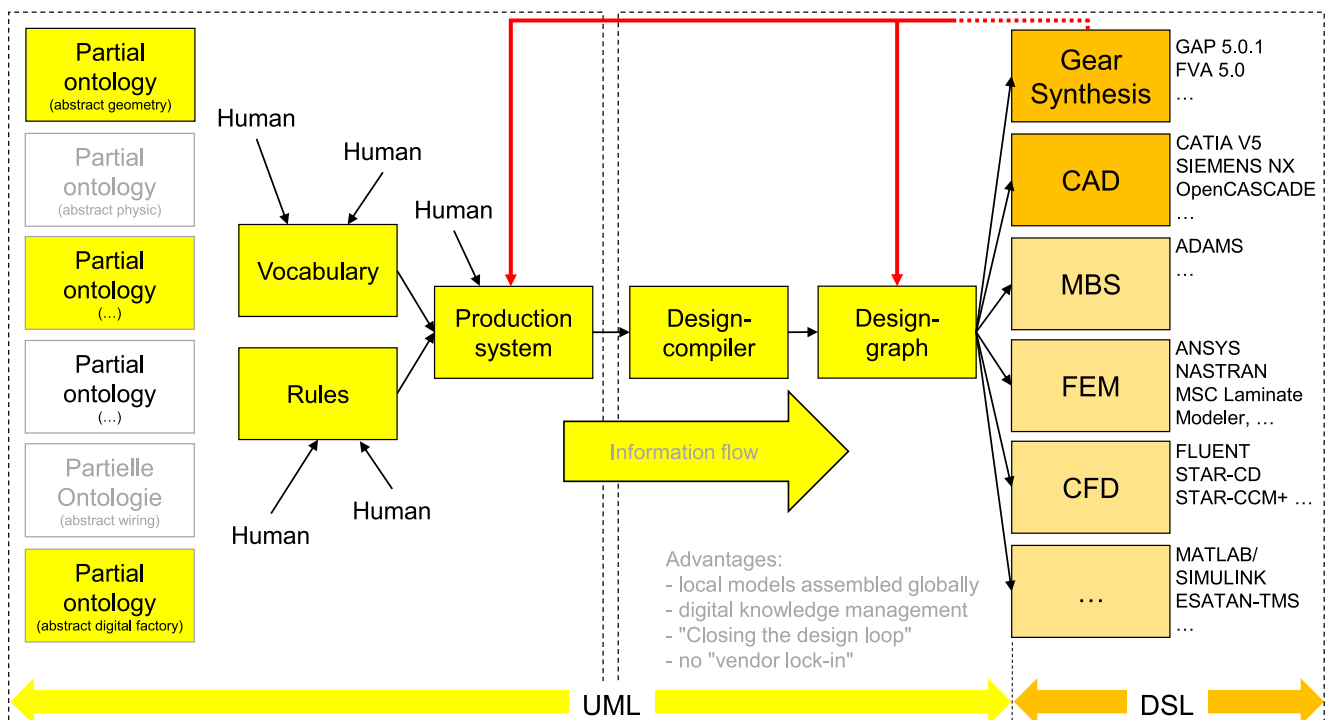 Partial
ontology
(abstract geometry)
Partial
ontology
(abstract physic)
Partial
ontology
(...)
Partial
ontology
(...)
Partielle
Ontologie
(abstract wiring)
Partial
ontology
(abstract digital factory)
Human
Human
Human
Vocabulary
Rules
Human
Human
Production
system
Design-
compiler
Design-
graph
Information flow
Advantages:
- local models assembled globally
- digital knowledge management
- "Closing the design loop"
- no "vendor lock-in"
Gear
Synthesis
GAP 5.0.1
FVA 5.0
...
CAD
CATIA V5
SIEMENS NX
OpenCASCADE
...
MBS
ADAMS
...
FEM
ANSYS
NASTRAN
MSC Laminate
Modeler, ...
CFD
FLUENT
STAR-CD
STAR-CCM+ ...
...
MATLAB/
SIMULINK
ESATAN-TMS
...
UML
DSL